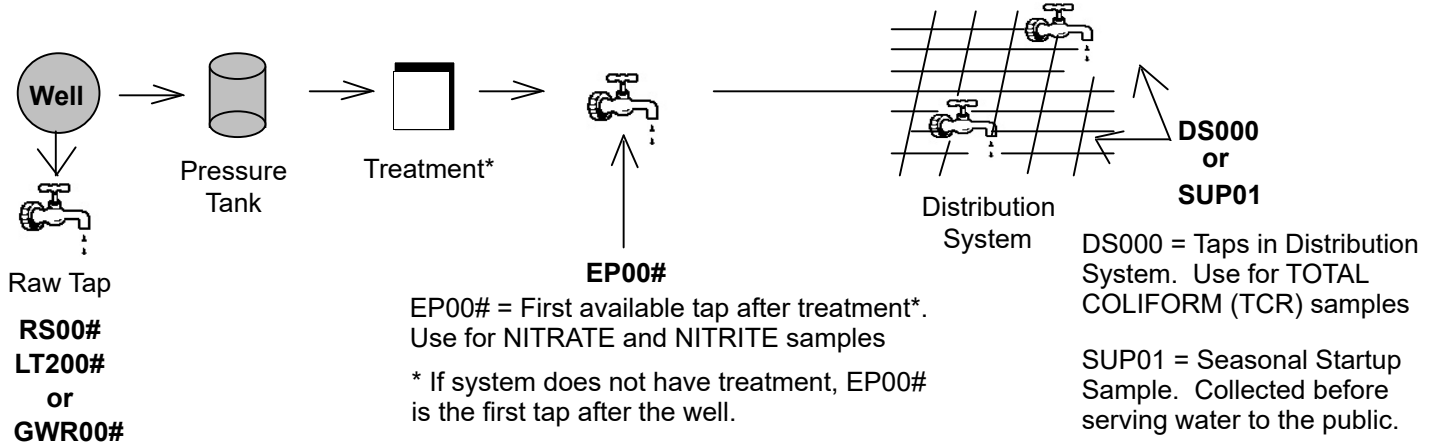 Well
Pressure
Tank
Treatment*
Raw Tap
RS00#
LT200#
or
GWR00#
EP00#
EP00# = First available tap after treatment*.
Use for NITRATE and NITRITE samples
* If system does not have treatment, EP00#
is the first tap after the well.
Distribution
System
DS000
or
SUP01
DS000 = Taps in Distribution
System. Use for TOTAL
COLIFORM (TCR) samples
SUP01 = Seasonal Startup
Sample. Collected before
serving water to the public.